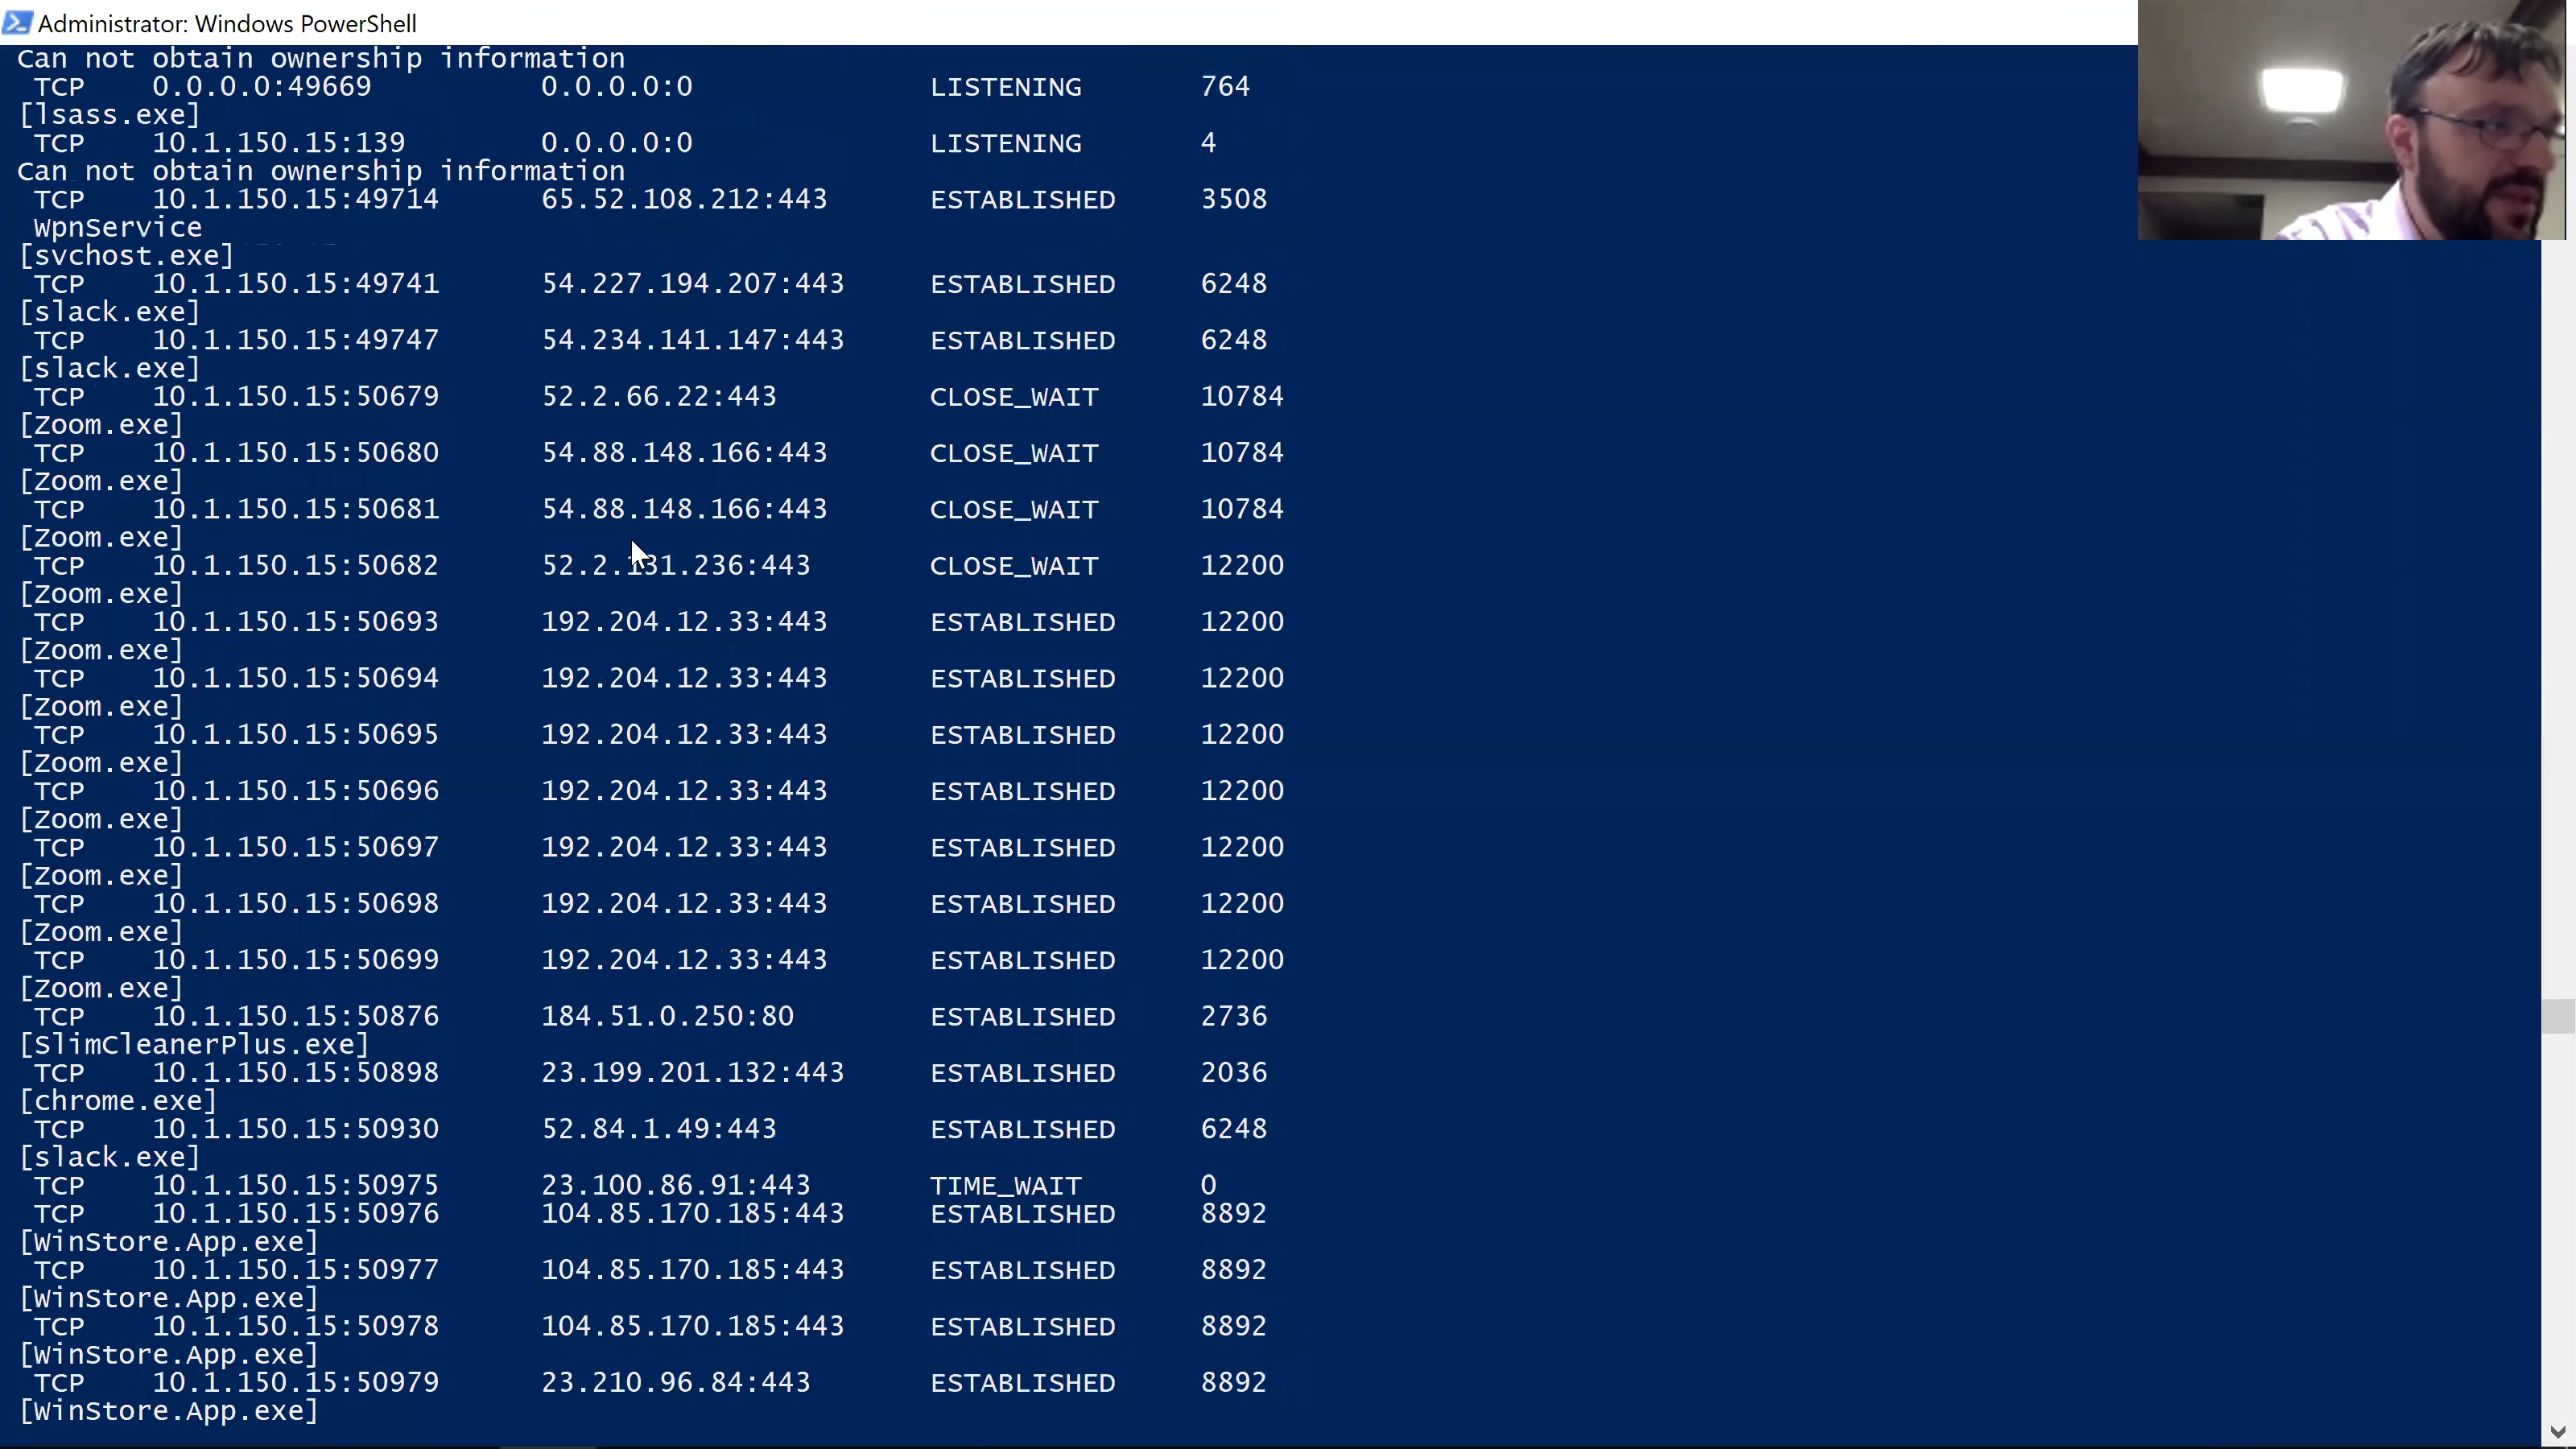 Administrator: Windows PowerShell
Can not obtain ownership information
TCP 0.0.0.0:49669 0.0.0.0:0 LISTENING 764
[lsass.exe]
TCP 10.1.150.15:139 0.0.0.0:0 LISTENING 4
Can not obtain ownership information
TCP 10.1.150.15:49714 65.52.108.212:443 ESTABLISHED 3508
WpnService
[svchost.exe]
TCP 10.1.150.15:49741 54.227.194.207:443 ESTABLISHED 6248
[slack.exe]
TCP 10.1.150.15:49747 54.234.141.147:443 ESTABLISHED 6248
[slack.exe]
TCP 10.1.150.15:50679 52.2.66.22:443 CLOSE_WAIT 10784
[Zoom.exe]
TCP 10.1.150.15:50680 54.88.148.166:443 CLOSE_WAIT 10784
[Zoom.exe]
TCP 10.1.150.15:50681 54.88.148.166:443 CLOSE_WAIT 10784
[Zoom.exe]
TCP 10.1.150.15:50682 52.2.131.236:443 CLOSE_WAIT 12200
[Zoom.exe]
TCP 10.1.150.15:50693 192.204.12.33:443 ESTABLISHED 12200
[Zoom.exe]
TCP 10.1.150.15:50694 192.204.12.33:443 ESTABLISHED 12200
[Zoom.exe]
TCP 10.1.150.15:50695 192.204.12.33:443 ESTABLISHED 12200
[Zoom.exe]
TCP 10.1.150.15:50696 192.204.12.33:443 ESTABLISHED 12200
[Zoom.exe]
TCP 10.1.150.15:50697 192.204.12.33:443 ESTABLISHED 12200
[Zoom.exe]
TCP 10.1.150.15:50698 192.204.12.33:443 ESTABLISHED 12200
[Zoom.exe]
TCP 10.1.150.15:50699 192.204.12.33:443 ESTABLISHED 12200
[Zoom.exe]
TCP 10.1.150.15:50876 184.51.0.250:80 ESTABLISHED 2736
[SlimCleanerPlus.exe]
TCP 10.1.150.15:50898 23.199.201.132:443 ESTABLISHED 2036
[chrome.exe]
TCP 10.1.150.15:50930 52.84.1.49:443 ESTABLISHED 6248
[slack.exe]
TCP 10.1.150.15:50975 23.100.86.91:443 TIME_WAIT 0
TCP 10.1.150.15:50976 104.85.170.185:443 ESTABLISHED 8892
[WinStore.App.exe]
TCP 10.1.150.15:50977 104.85.170.185:443 ESTABLISHED 8892
[WinStore.App.exe]
TCP 10.1.150.15:50978 104.85.170.185:443 ESTABLISHED 8892
[WinStore.App.exe]
TCP 10.1.150.15:50979 23.210.96.84:443 ESTABLISHED 8892
[WinStore.App.exe]